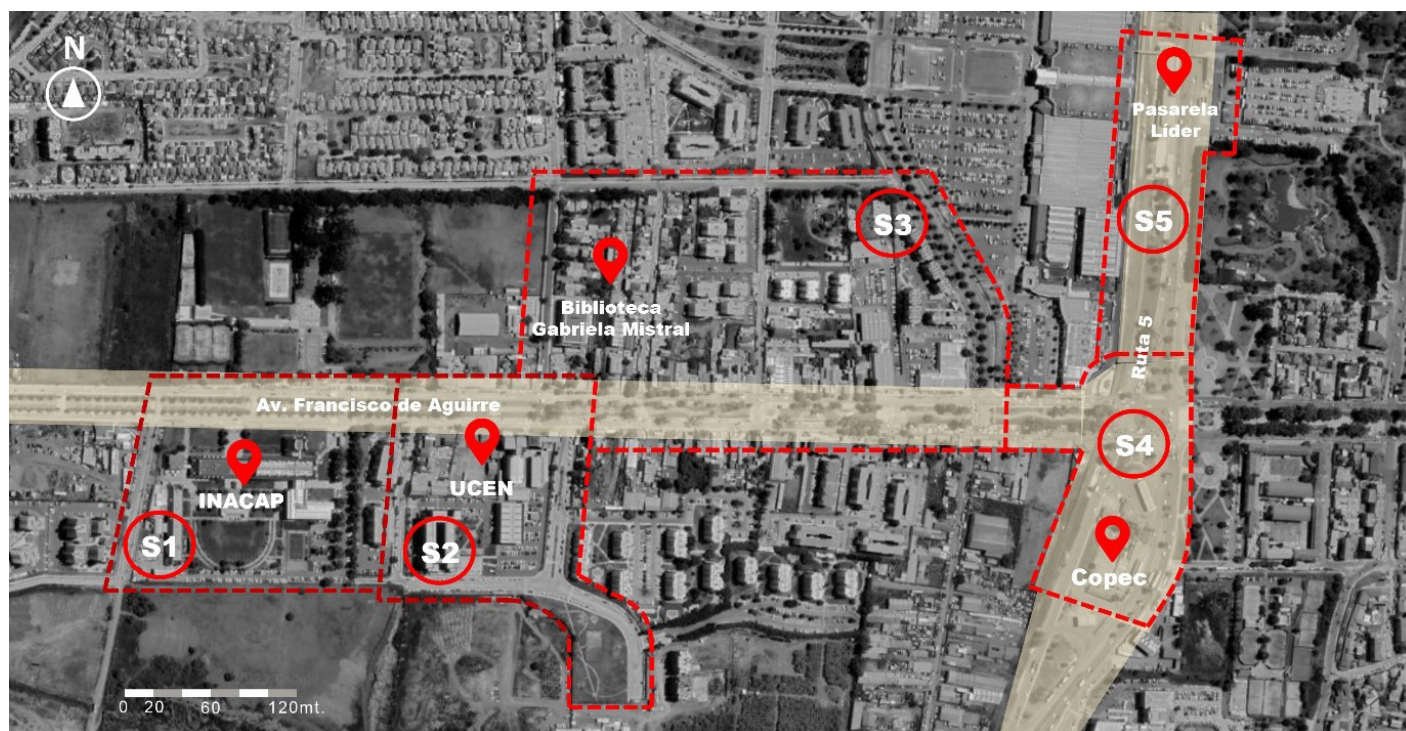 N
Pasarela
Líder
S3
S5
Biblioteca
Gabriela Mistral
Ruta 5
Av. Francisco de Aguirre
S4
INACAP
UCEN
S1
S2
Copec
0 20 60 120mt.